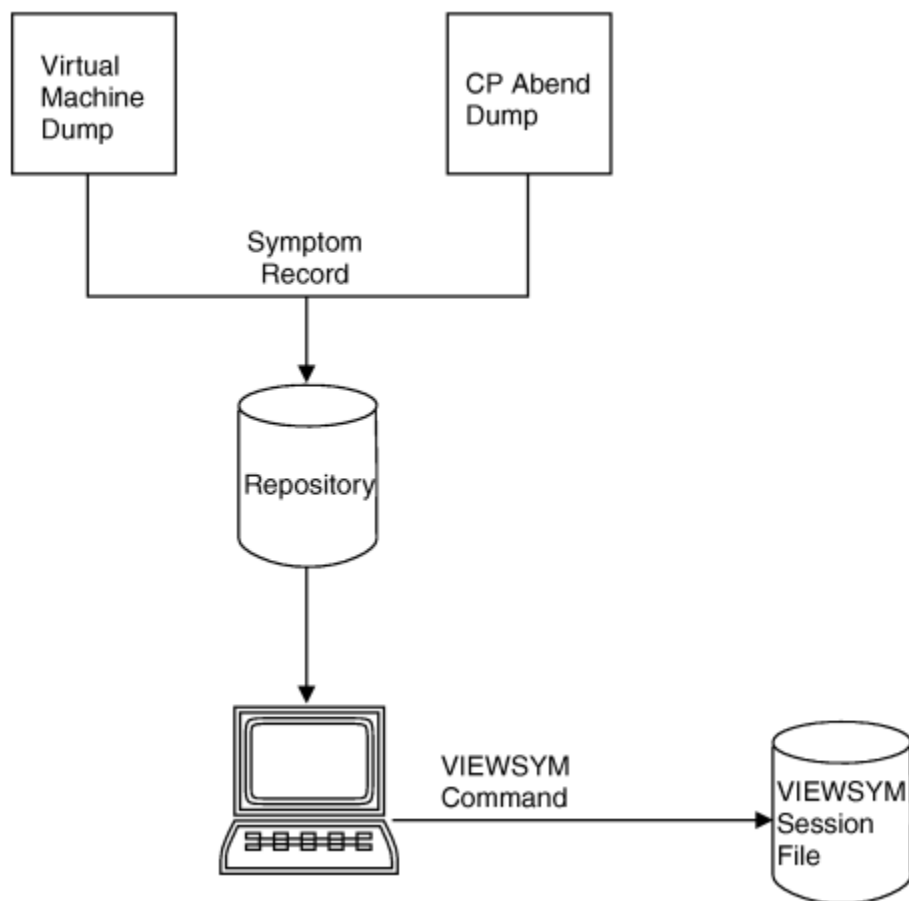 Virtual
Machine
Dump
CP Abend
Dump
Symptom
Record
Repository
VIEWSYM
Command
VIEWSYM
Session
File